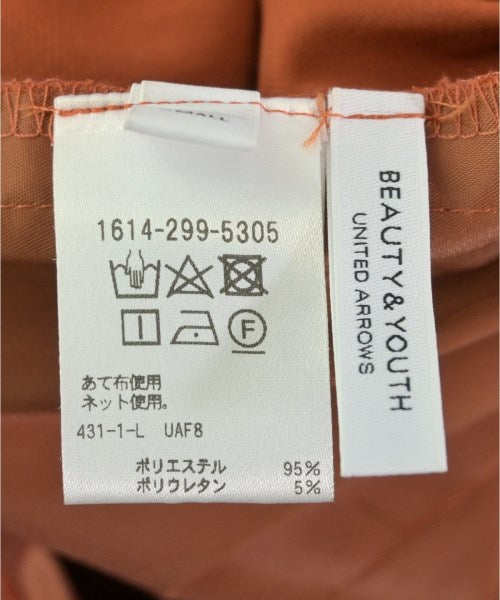 MALL
1614-299-5305
F
あて布使用
ネット使用。
431-1-L UAF8
ポリエステル 95%
ポリウレタン 5%
BEAUTY & YOUTH
UNITED ARROWS